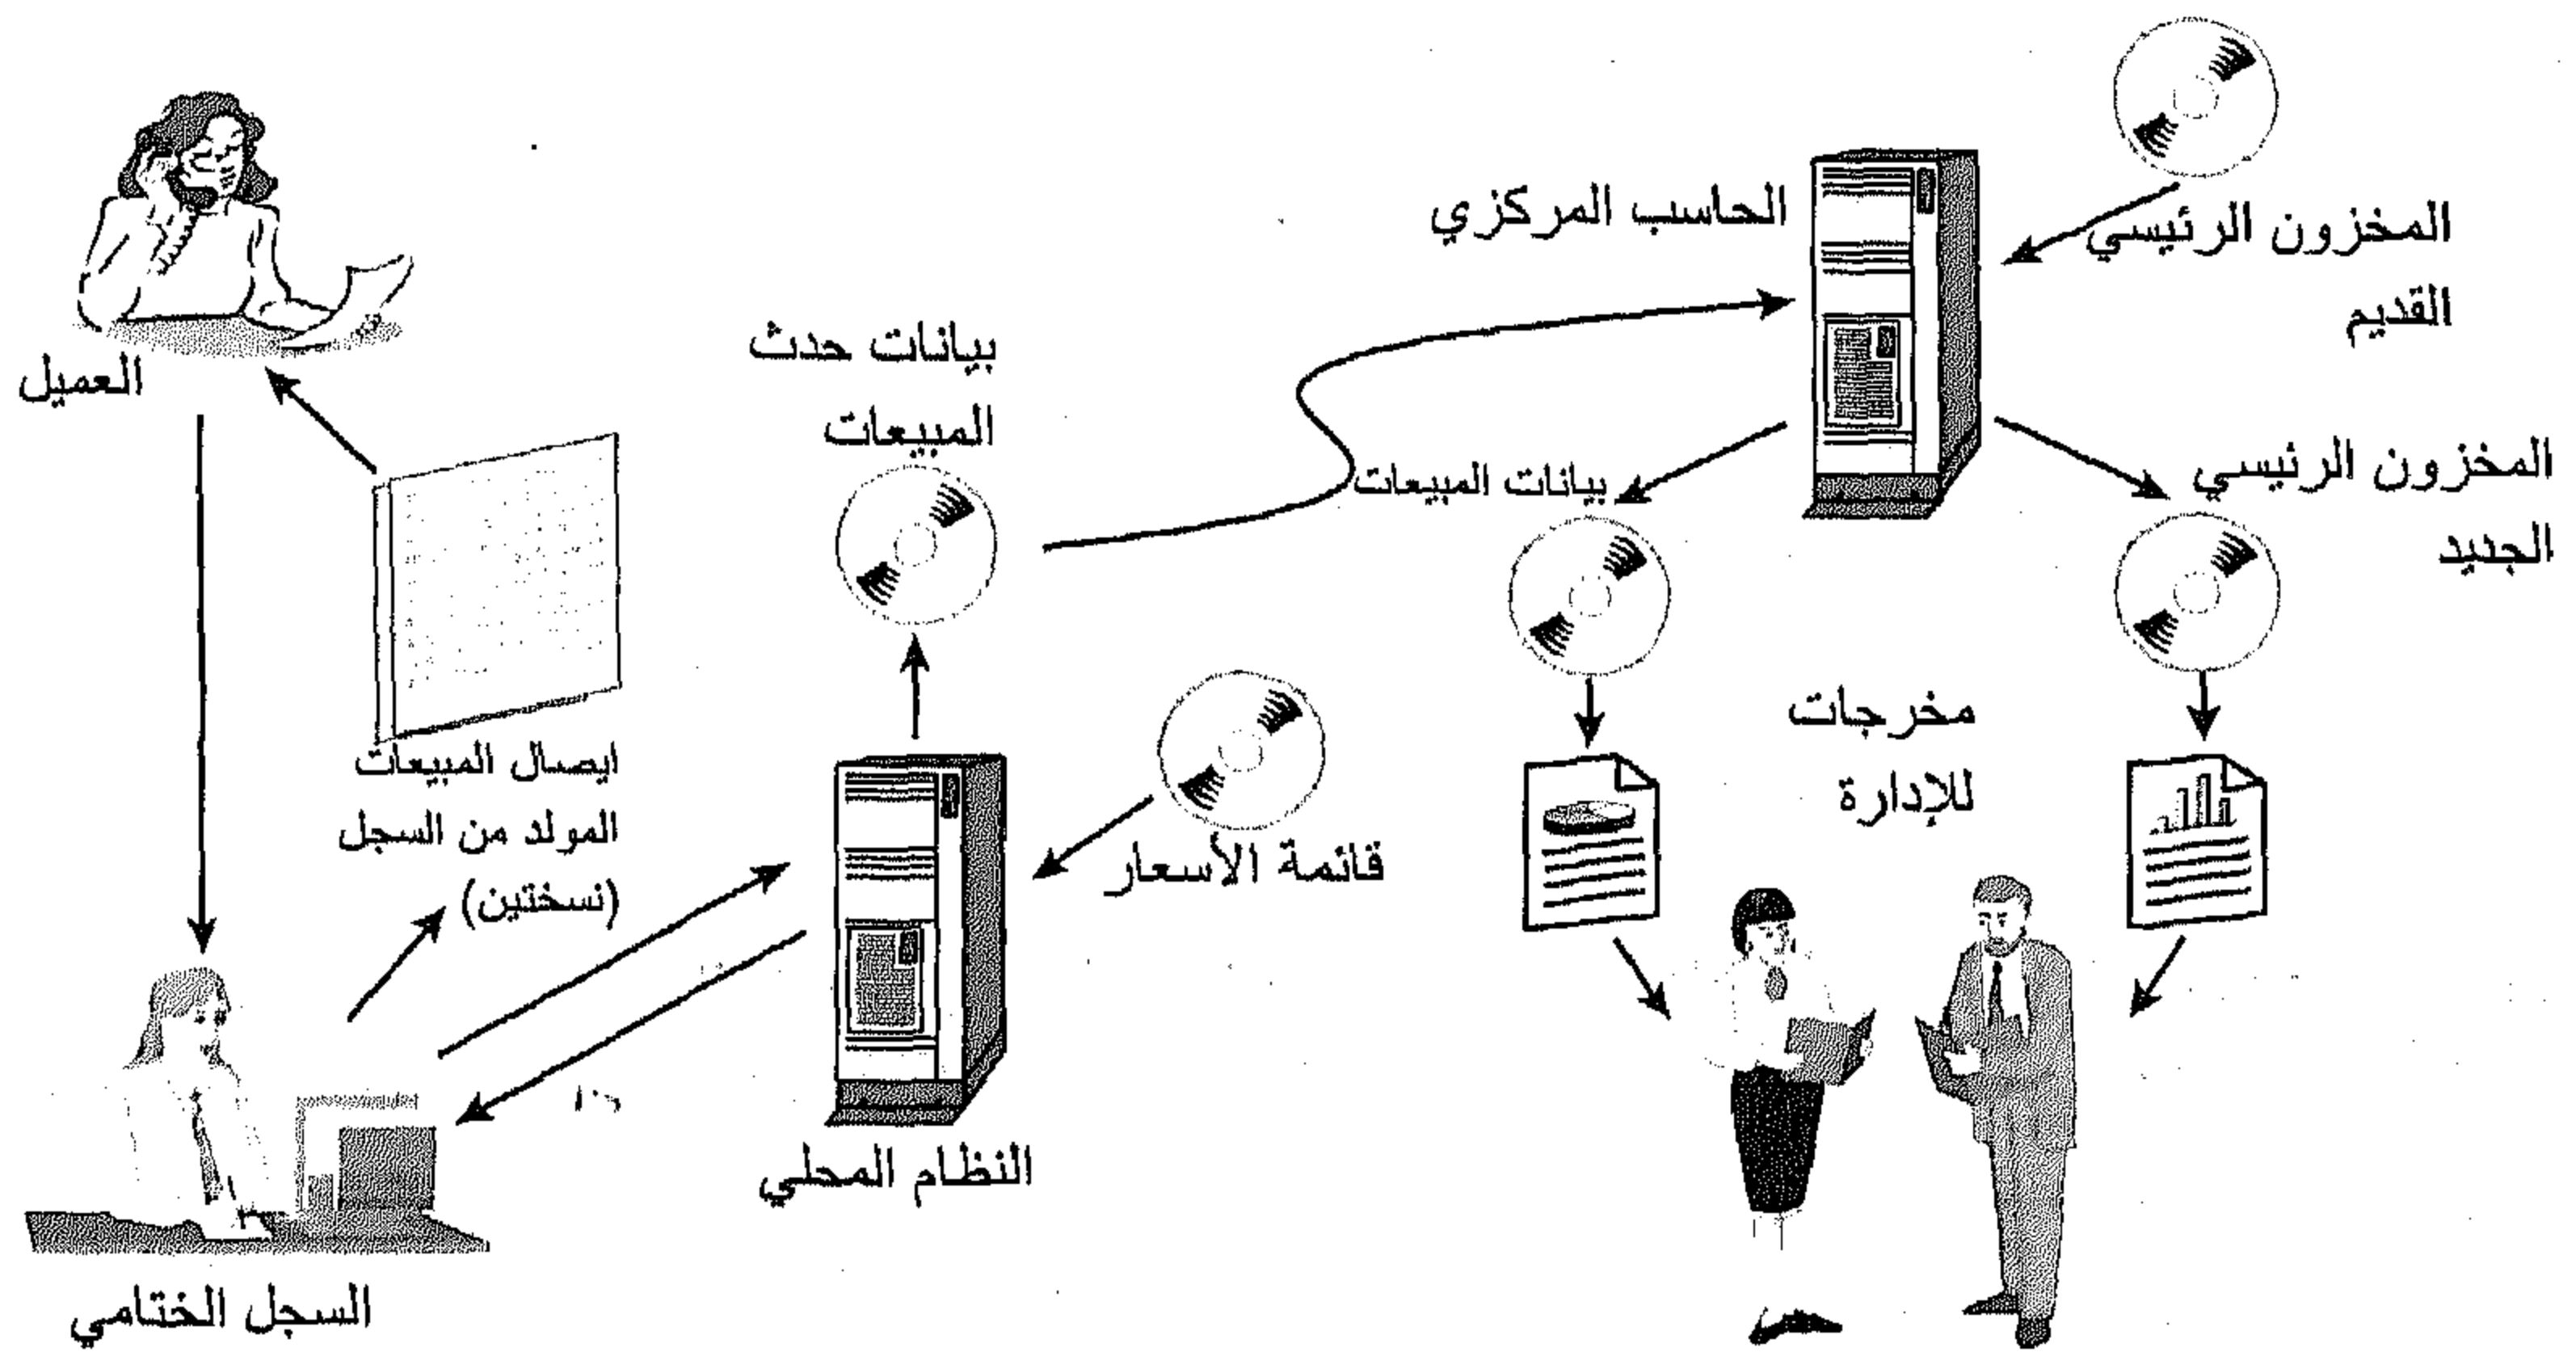 الحاسب المركزي
المخزون الرئيسي
القديم
العميل
بيانات حدث
المبيعات
المخزون الرئيسي
الجديد
بيانات المبيعات
ايصال المبيعات
المولد من السجل
(نسختين)
قائمة الأسعار
مخرجات
للإدارة
النظام المحلي
السجل الختامي